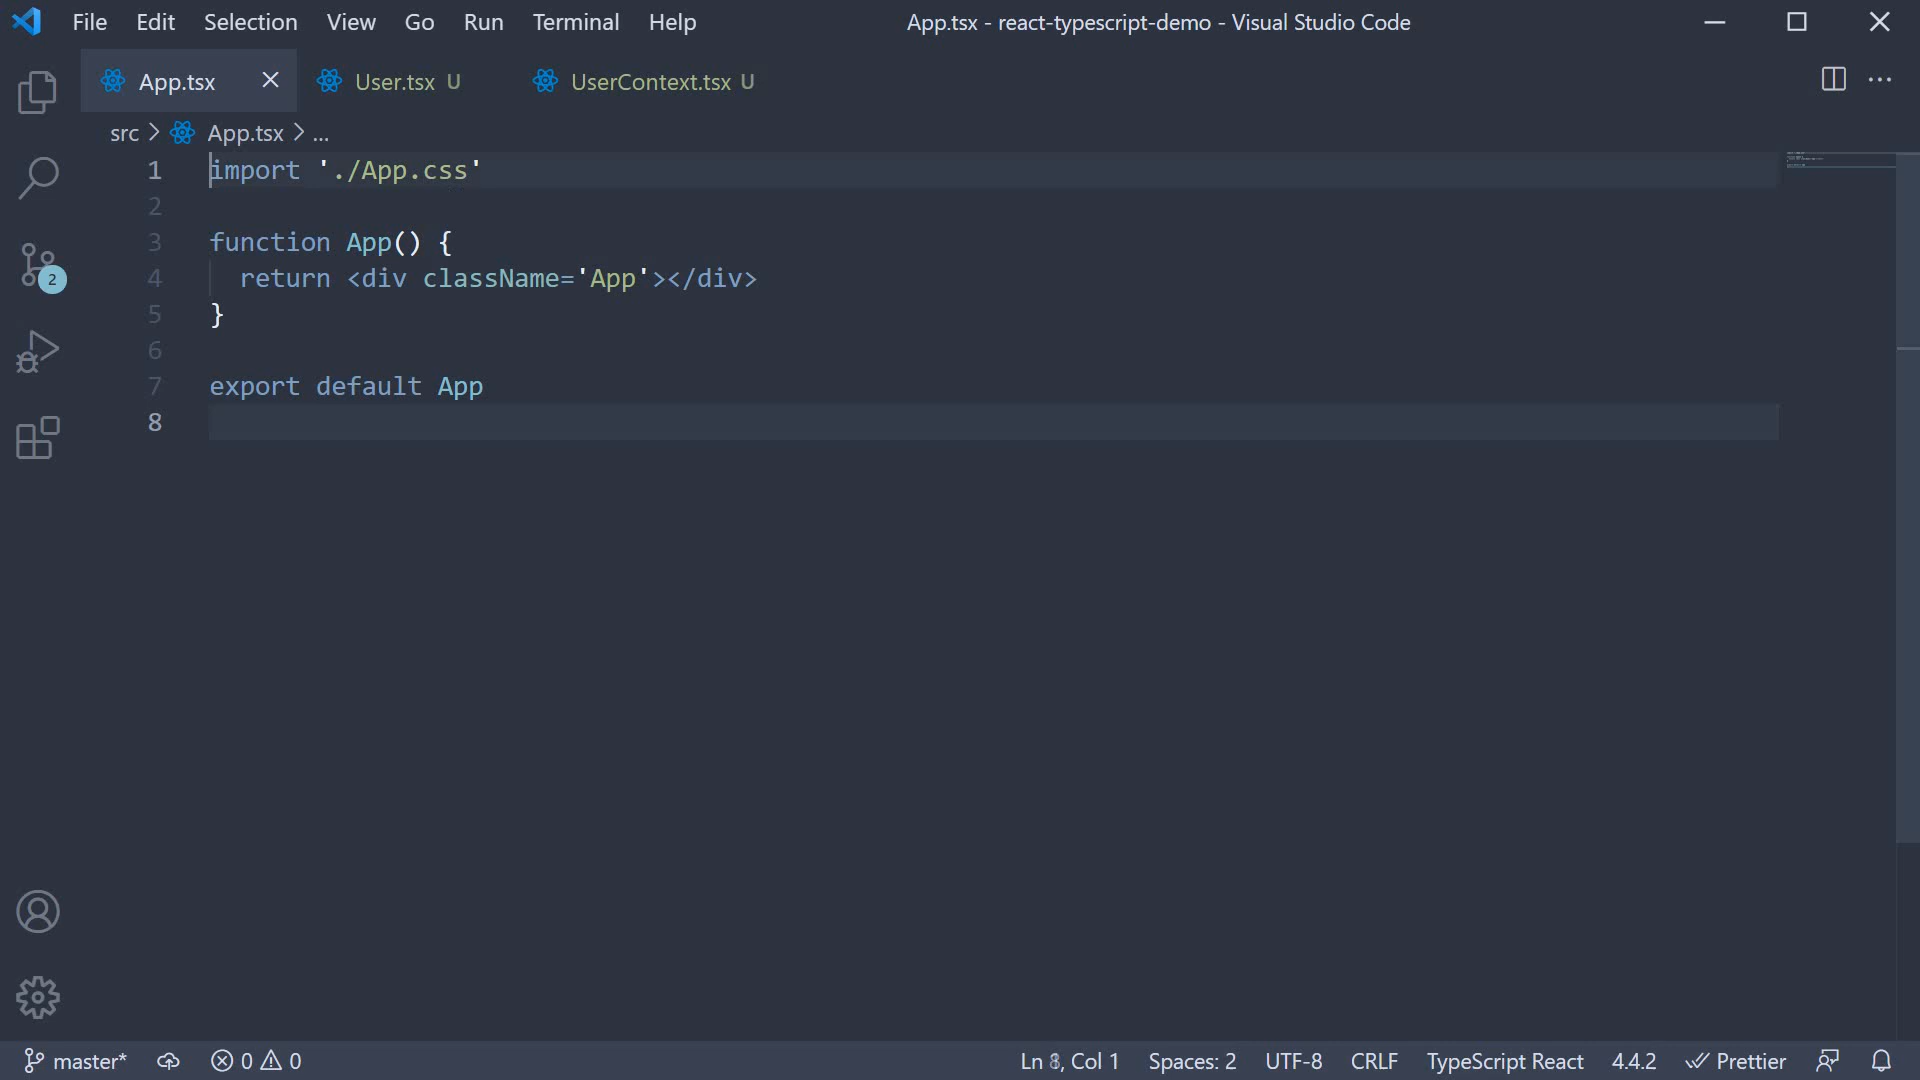 File Edit Selection View Go Run Terminal Help App.tsx - react-typescript-demo - Visual Studio Code
App.tsx User.tsx U UserContext.tsx U
src > App.tsx > ...
1 import './App.css'
2
3 function App() {
4 return <div className='App'></div>
5 }
6
7 export default App
8
2
master* 0 0 Ln , Col 1 Spaces: 2 UTF-8 CRLF TypeScript React 4.4.2 Prettier